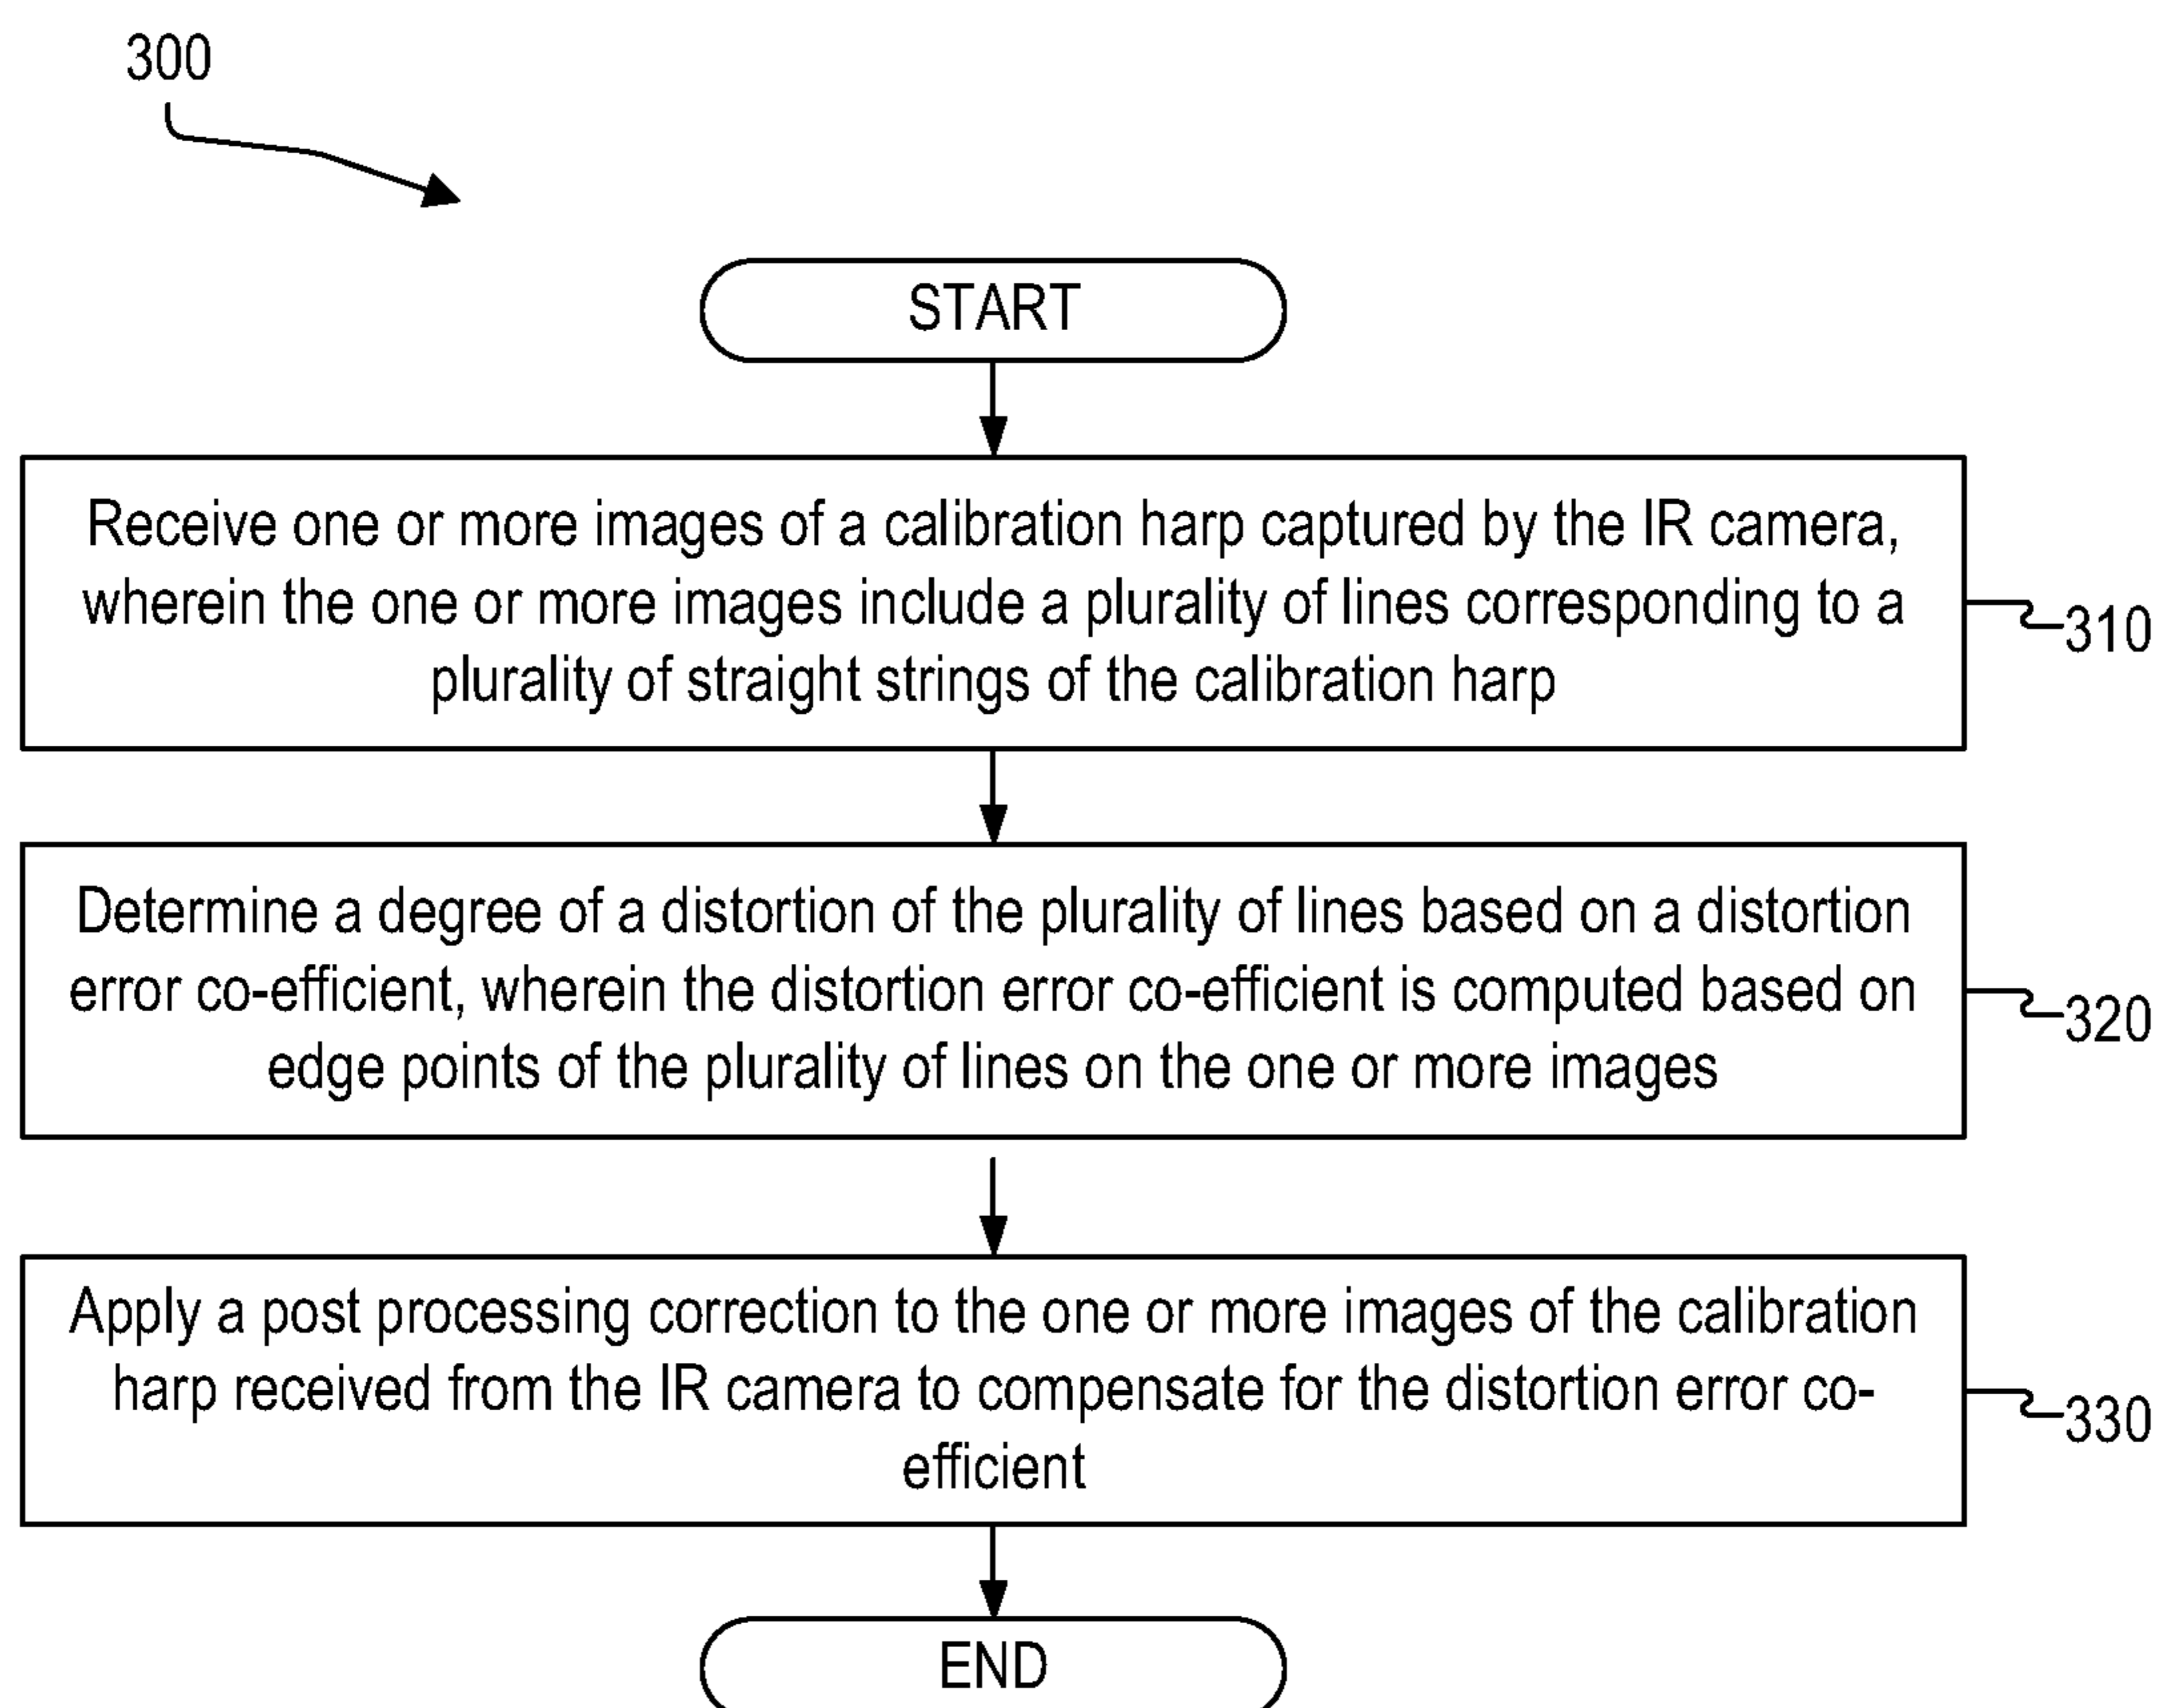 300
START
Receive one or more images of a calibration harp captured by the IR camera,
wherein the one or more images include a plurality of lines corresponding to a
plurality of straight strings of the calibration harp
310
Determine a degree of a distortion of the plurality of lines based on a distortion
error co-efficient, wherein the distortion error co-efficient is computed based on
edge points of the plurality of lines on the one or more images
320
Apply a post processing correction to the one or more images of the calibration
harp received from the IR camera to compensate for the distortion error co-
efficient
330
END